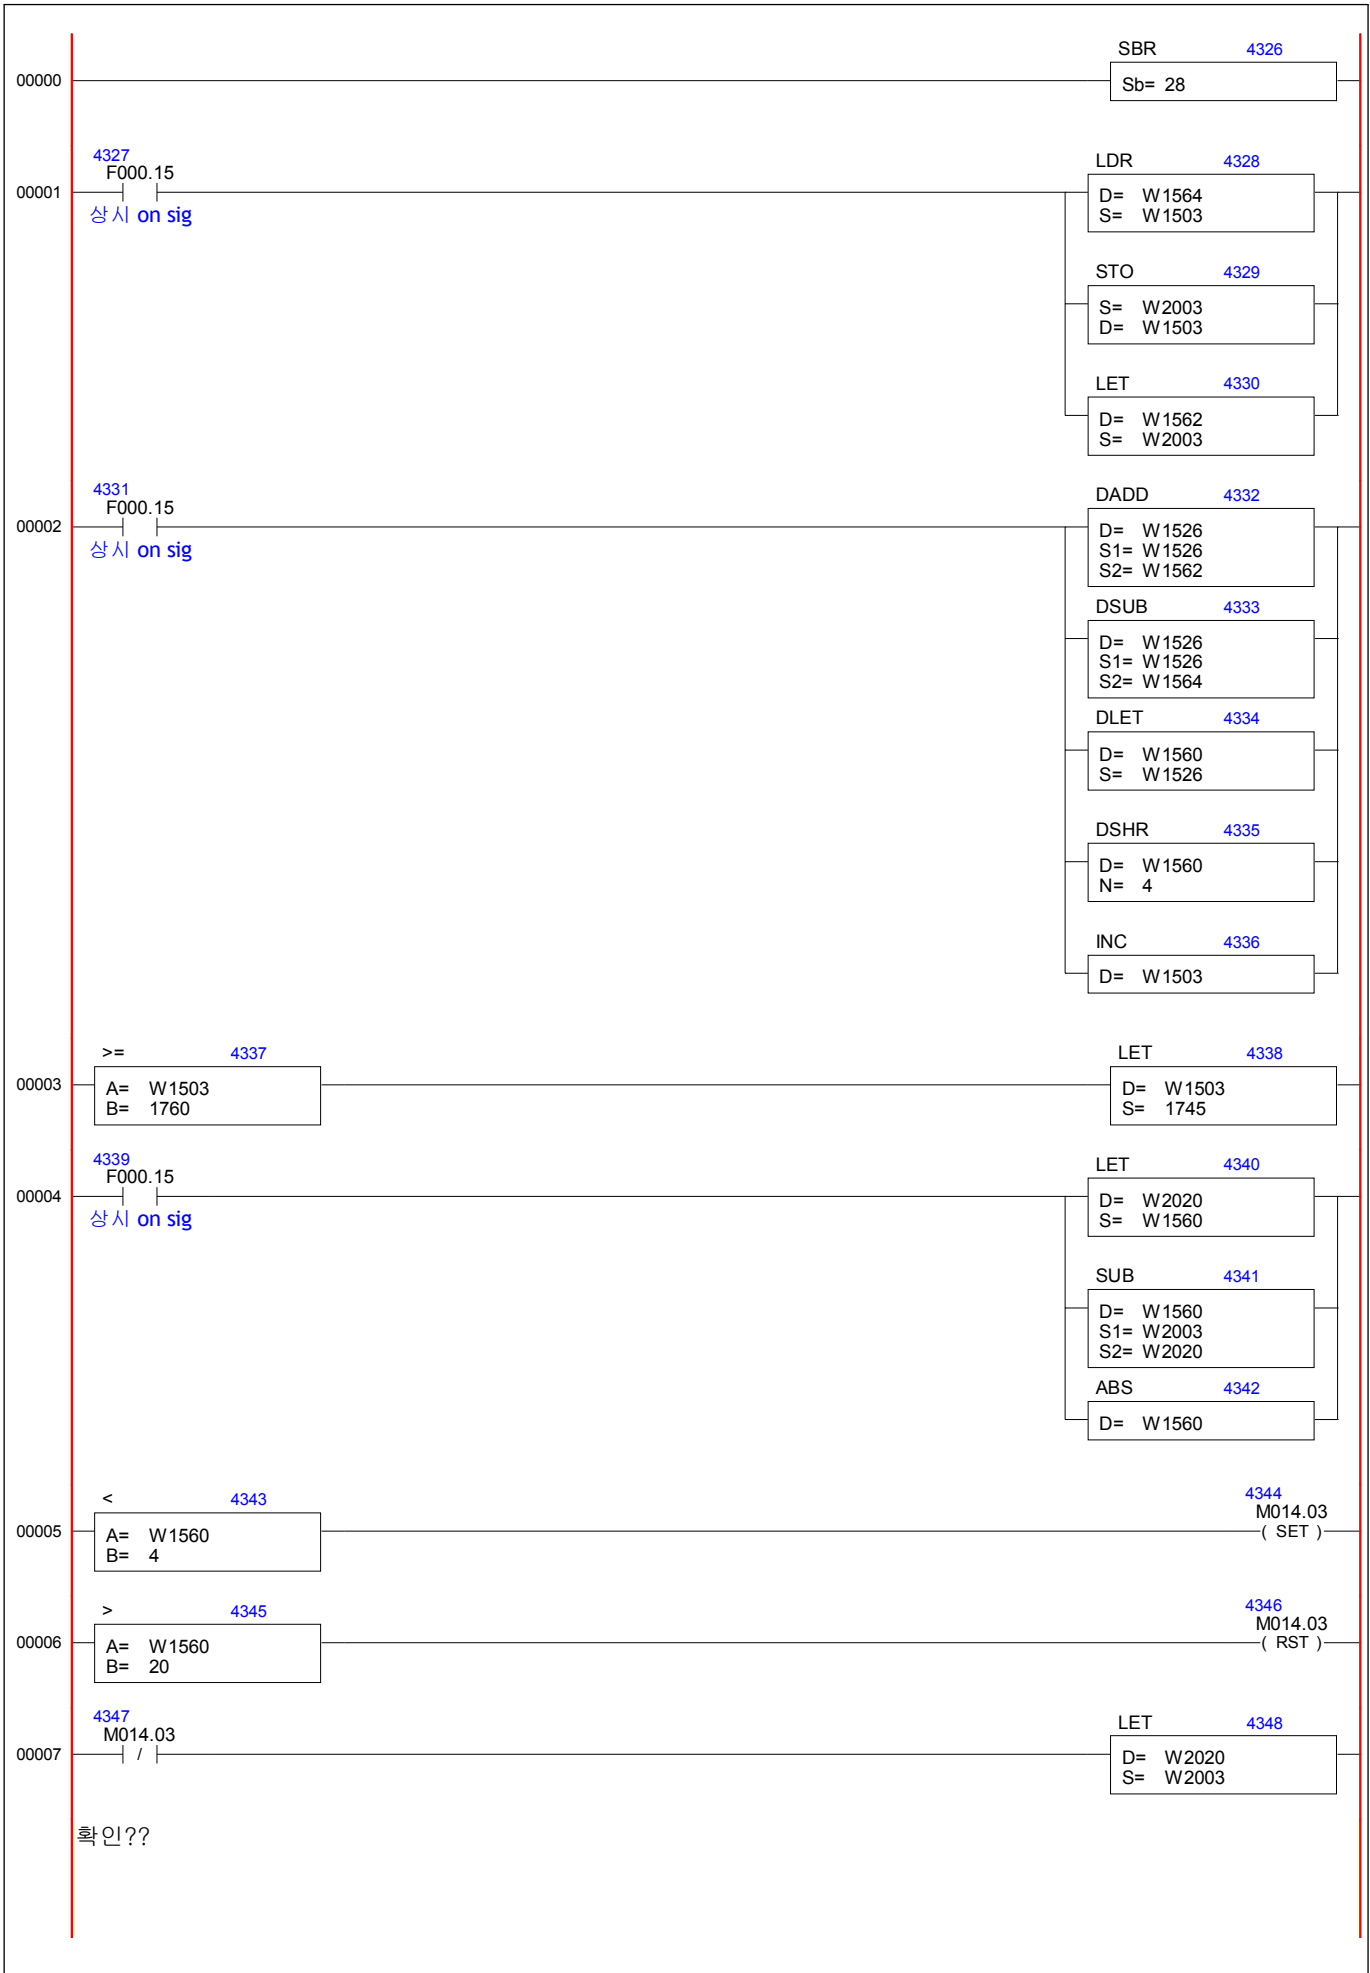 SBR 4326
00000
Sb= 28
4327
F000.15
LDR 4328
00001
상시 on sig
D= W1564
S= W1503
STO 4329
S= W2003
D= W1503
LET 4330
D= W1562
S= W2003
4331
F000.15
DADD 4332
00002
상시 on sig
D= W1526
S1= W1526
S2= W1562
DSUB 4333
D= W1526
S1= W1526
S2= W1564
DLET 4334
D= W1560
S= W1526
DSHR 4335
D= W1560
N= 4
INC 4336
D= W1503
>= 4337
00003
A= W1503
B= 1760
LET 4338
D= W1503
S= 1745
4339
F000.15
00004
상시 on sig
LET 4340
D= W2020
S= W1560
SUB 4341
D= W1560
S1= W2003
S2= W2020
ABS 4342
D= W1560
< 4343
00005
A= W1560
B= 4
4344
M014.03
( SET )
> 4345
00006
A= W1560
B= 20
4346
M014.03
( RST )
4347
M014.03
00007
/
LET 4348
D= W2020
S= W2003
확인??